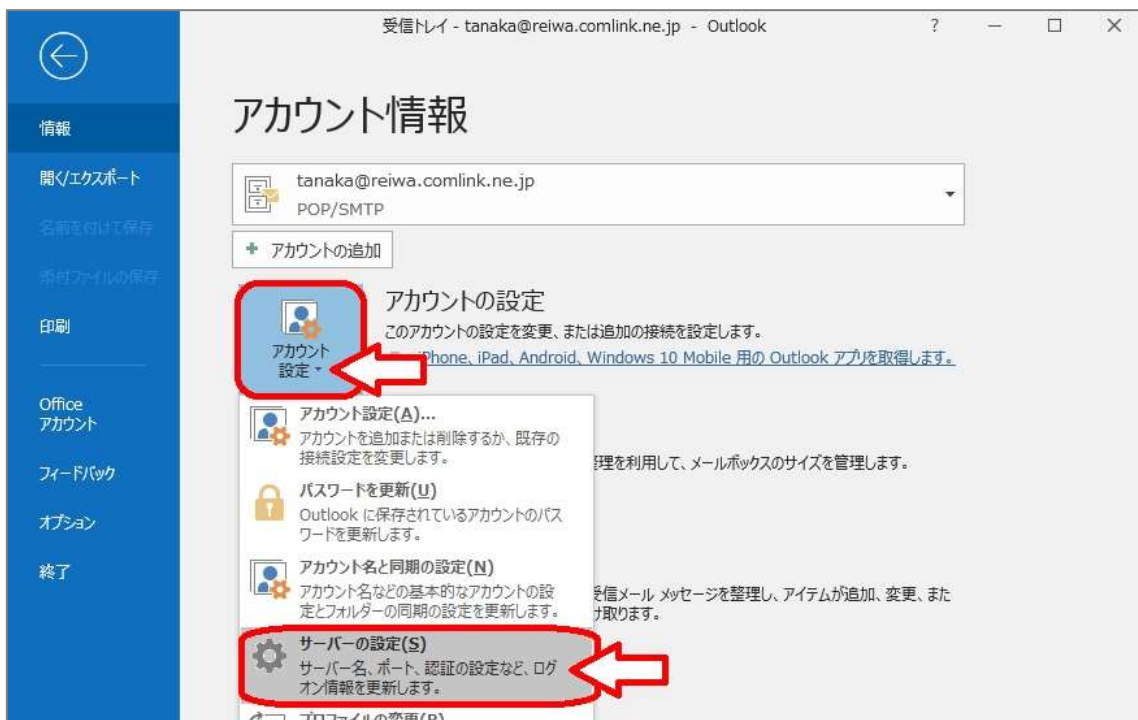 受信トレイ - tanaka@reiwa.comlink.ne.jp - Outlook
?
情報
開く/エクスポート
名前を付けて保存
添付ファイルの保存
印刷
Office
アカウント
フィードバック
オプション
終了
アカウント情報
tanaka@reiwa.comlink.ne.jp
POP/SMTP
アカウントの追加
アカウント
設定
アカウントの設定
このアカウントの設定を変更、または追加の接続を設定します。
iPhone、iPad、Android、Windows 10 Mobile 用の Outlook アプリを取得します。
アカウント設定(A)...
アカウントを追加または削除するか、既存の
接続設定を変更します。
パスワードを更新(U)
Outlook に保存されているアカウントのパス
ワードを更新します。
アカウント名と同期の設定(N)
アカウント名などの基本的なアカウントの設
定とフォルダーの同期の設定を更新します。
サーバーの設定(S)
サーバー名、ポート、認証の設定など、ログ
オン情報を更新します。
プロファイルの変更(R)
理を利用して、メールボックスのサイズを管理します。
受信メール メッセージを整理し、アイテムが追加、変更、また
け取ります。